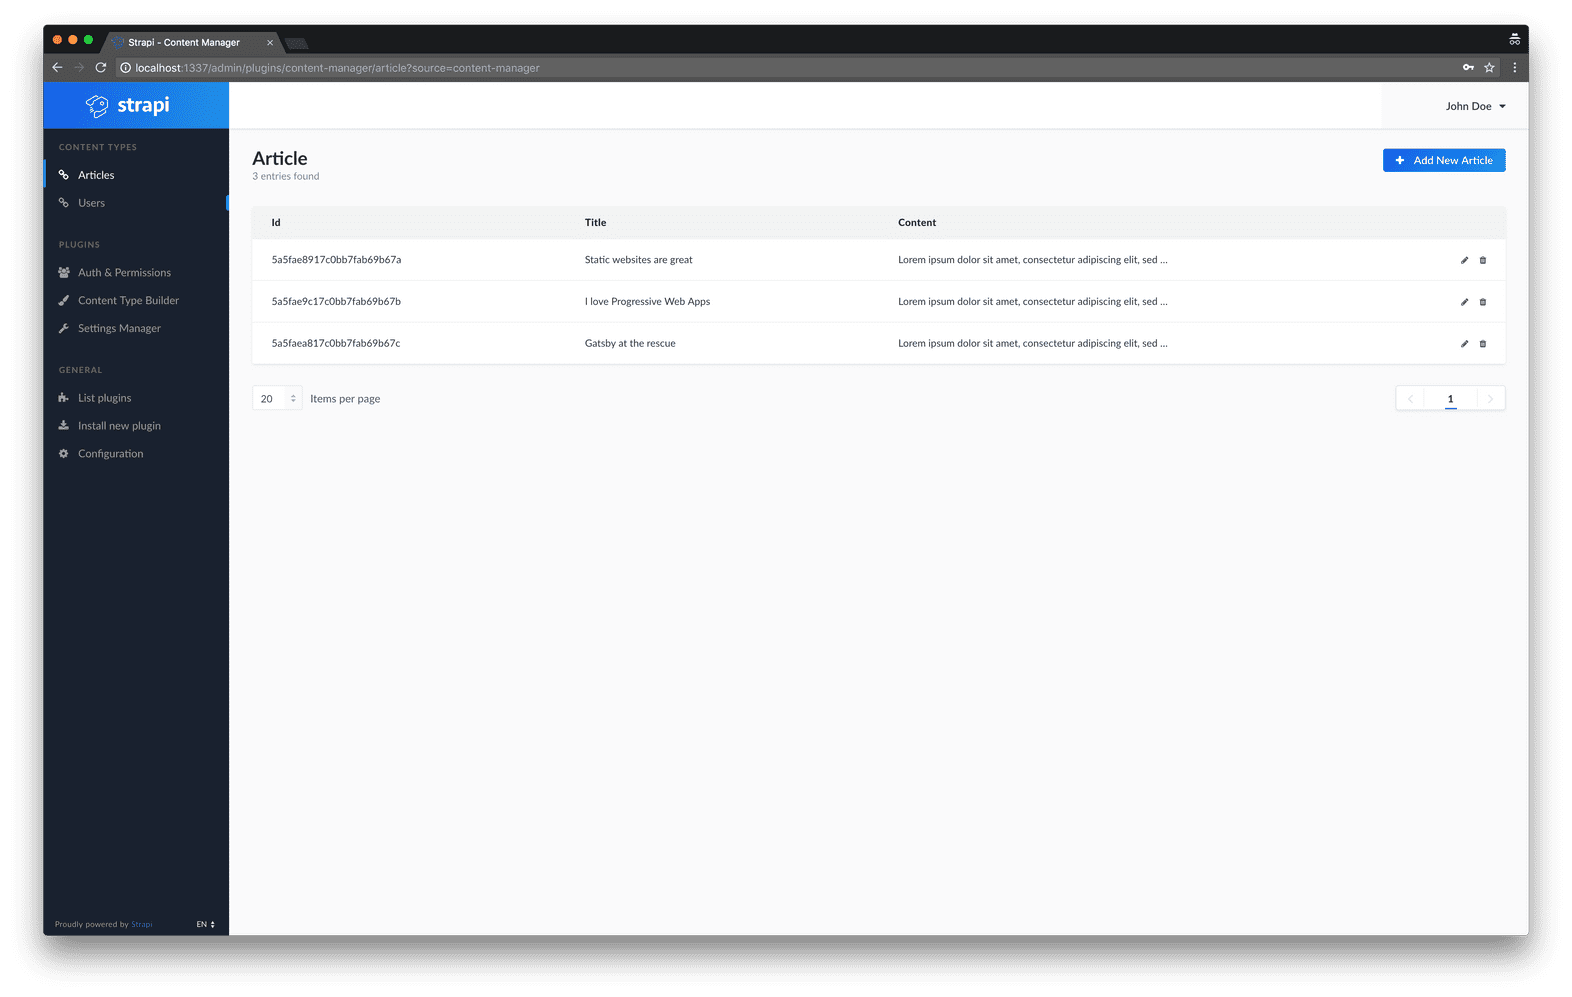 Strapi - Content Manager
localhost:1337/admin/plugins/content-manager/article?source=content-manager
strapi
John Doe
CONTENT TYPES
Articles
Users
PLUGINS
Auth & Permissions
Content Type Builder
Settings Manager
GENERAL
List plugins
Install new plugin
Configuration
Proudly powered by Strapi
EN
Article
3 entries found
Add New Article
Id Title Content
5a5fae8917c0bb7fab69b67a Static websites are great Lorem ipsum dolor sit amet, consectetur adipiscing elit, sed ...
5a5fae9c17c0bb7fab69b67b I love Progressive Web Apps Lorem ipsum dolor sit amet, consectetur adipiscing elit, sed ...
5a5faea817c0bb7fab69b67c Gatsby at the rescue Lorem ipsum dolor sit amet, consectetur adipiscing elit, sed ...
20 Items per page
1